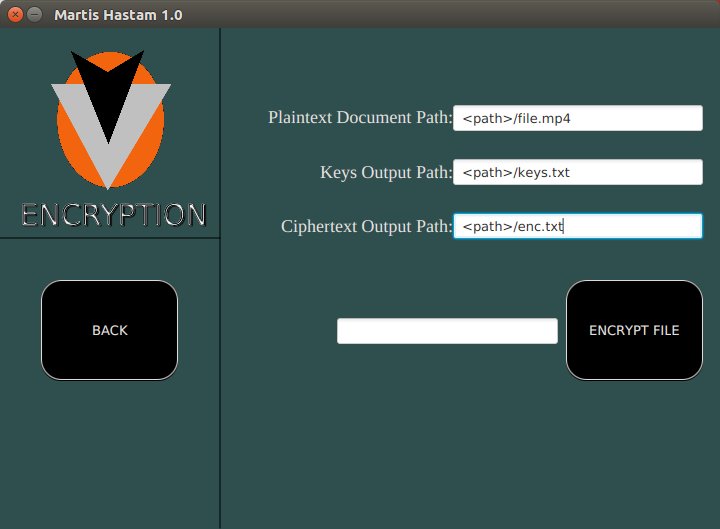 Martis Hastam 1.0
ENCRYPTION
Plaintext Document Path: <path>/file.mp4
Keys Output Path: <path>/keys.txt
Ciphertext Output Path: <path>/enc.txt
BACK
ENCRYPT FILE